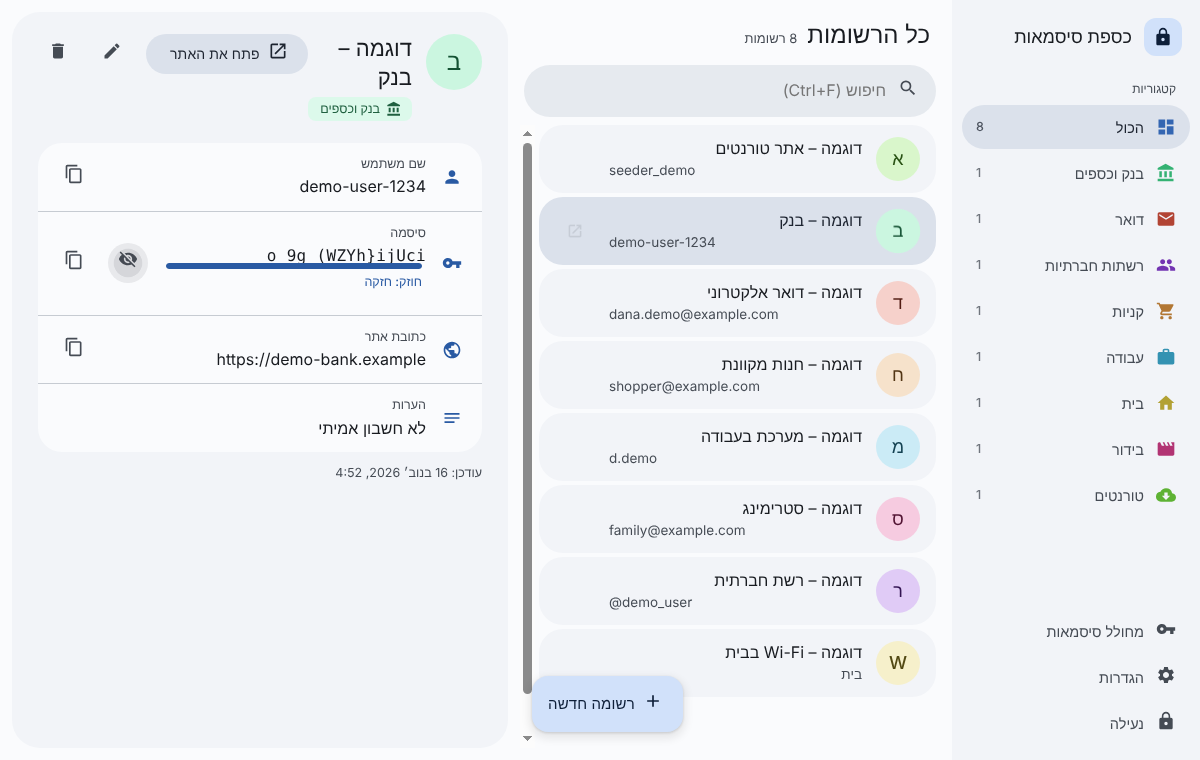 כספת סיסמאות
קטגוריות
הכול 8
בנק וכספים 1
דואר 1
רשתות חברתיות 1
קניות 1
עבודה 1
בית 1
בידור 1
טורנטים 1
מחולל סיסמאות
הגדרות
נעילה
כל הרשומות 8 רשומות
חיפוש (Ctrl+F)
א
דוגמה – אתר טורנטים
seeder_demo
ב
דוגמה – בנק
demo-user-1234
ד
דוגמה – דואר אלקטרוני
dana.demo@example.com
ח
דוגמה – חנות מקוונת
shopper@example.com
מ
דוגמה – מערכת בעבודה
d.demo
ס
דוגמה – סטרימינג
family@example.com
ר
דוגמה – רשת חברתית
@demo_user
W
דוגמה – Wi-Fi בבית
בית
רשומה חדשה
ב
דוגמה –
בנק
פתח את האתר
בנק וכספים
שם משתמש
demo-user-1234
סיסמה
חוזק: חזקה
כתובת אתר
https://demo-bank.example
הערות
לא חשבון אמיתי
עודכן: 16 בנוב׳ 2026, 4:52